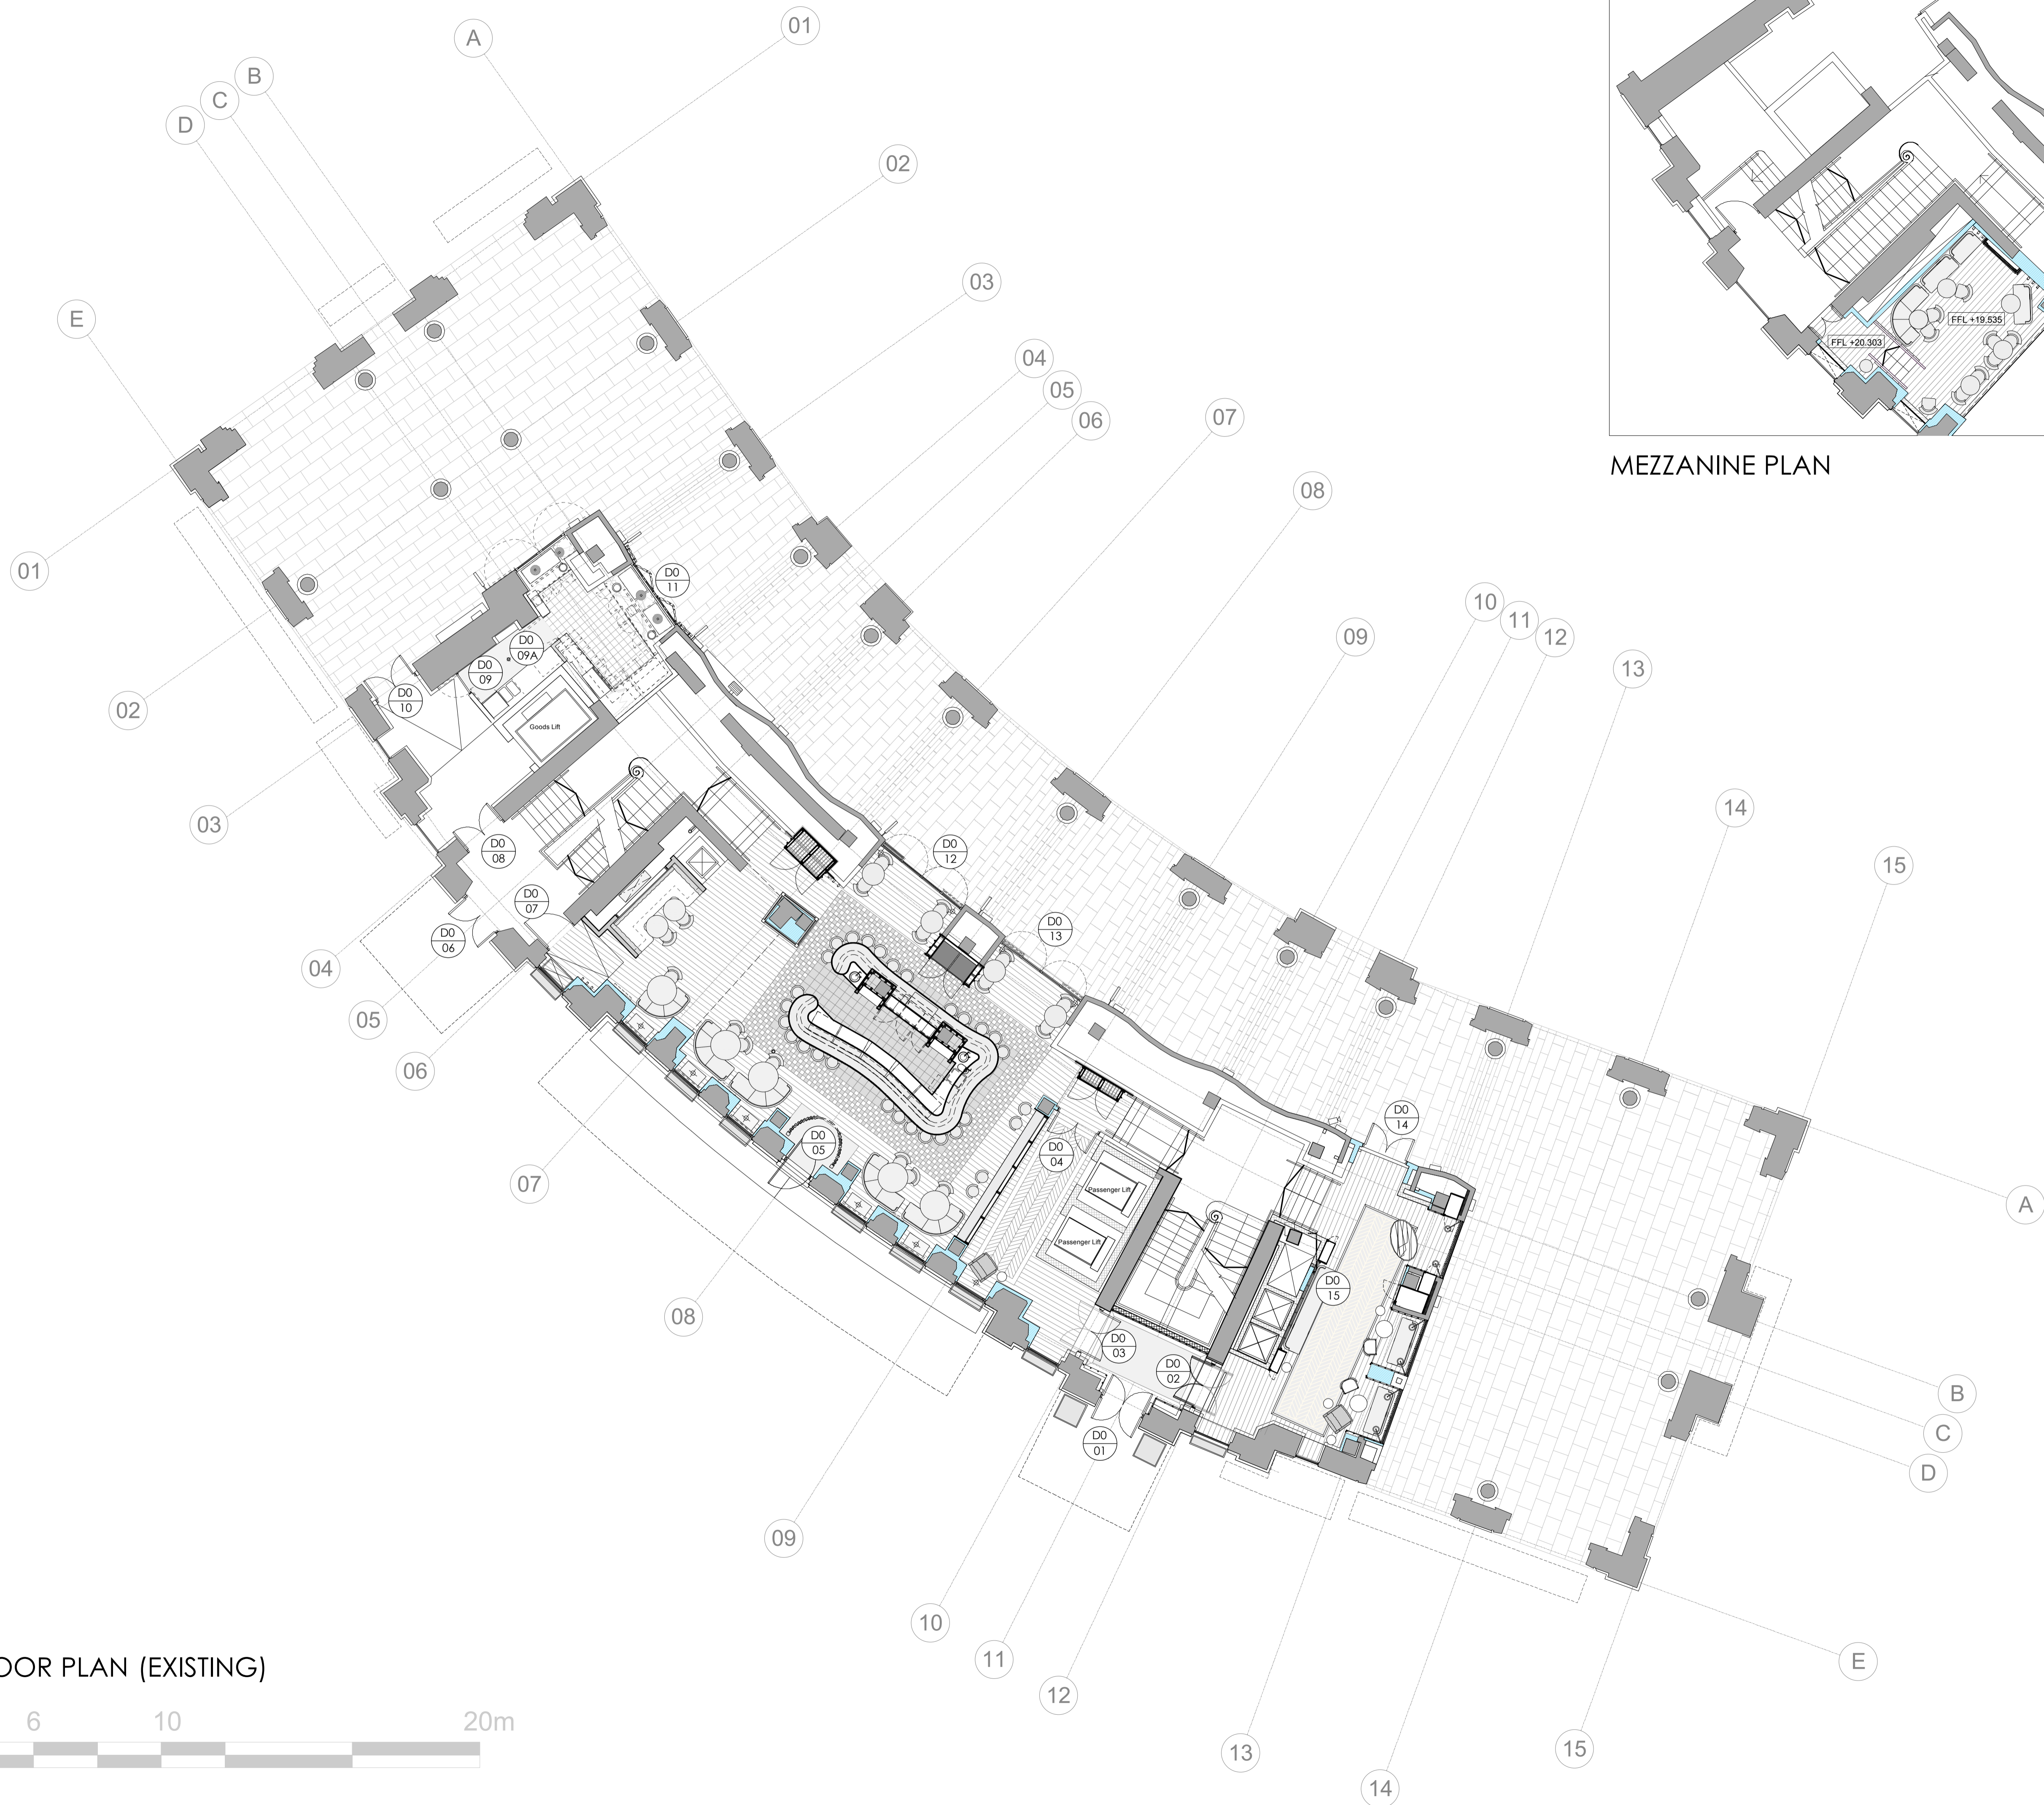 A
01
B
C
D
02
E
03
04
05
06
07
08
01
02
03
04
05
06
07
08
09
10
11
12
13
14
15
A
B
C
D
E
09
10
11
12
13
14
15
D0
11
D0
09A
D0
09
D0
10
Goods Lift
D0
08
D0
07
D0
06
D0
12
D0
13
D0
05
D0
04
Passenger Lift
Passenger Lift
D0
14
D0
15
D0
03
D0
02
D0
01
FFL +19.535
FFL +20.303
MEZZANINE PLAN
OOR PLAN (EXISTING)
6 10 20m